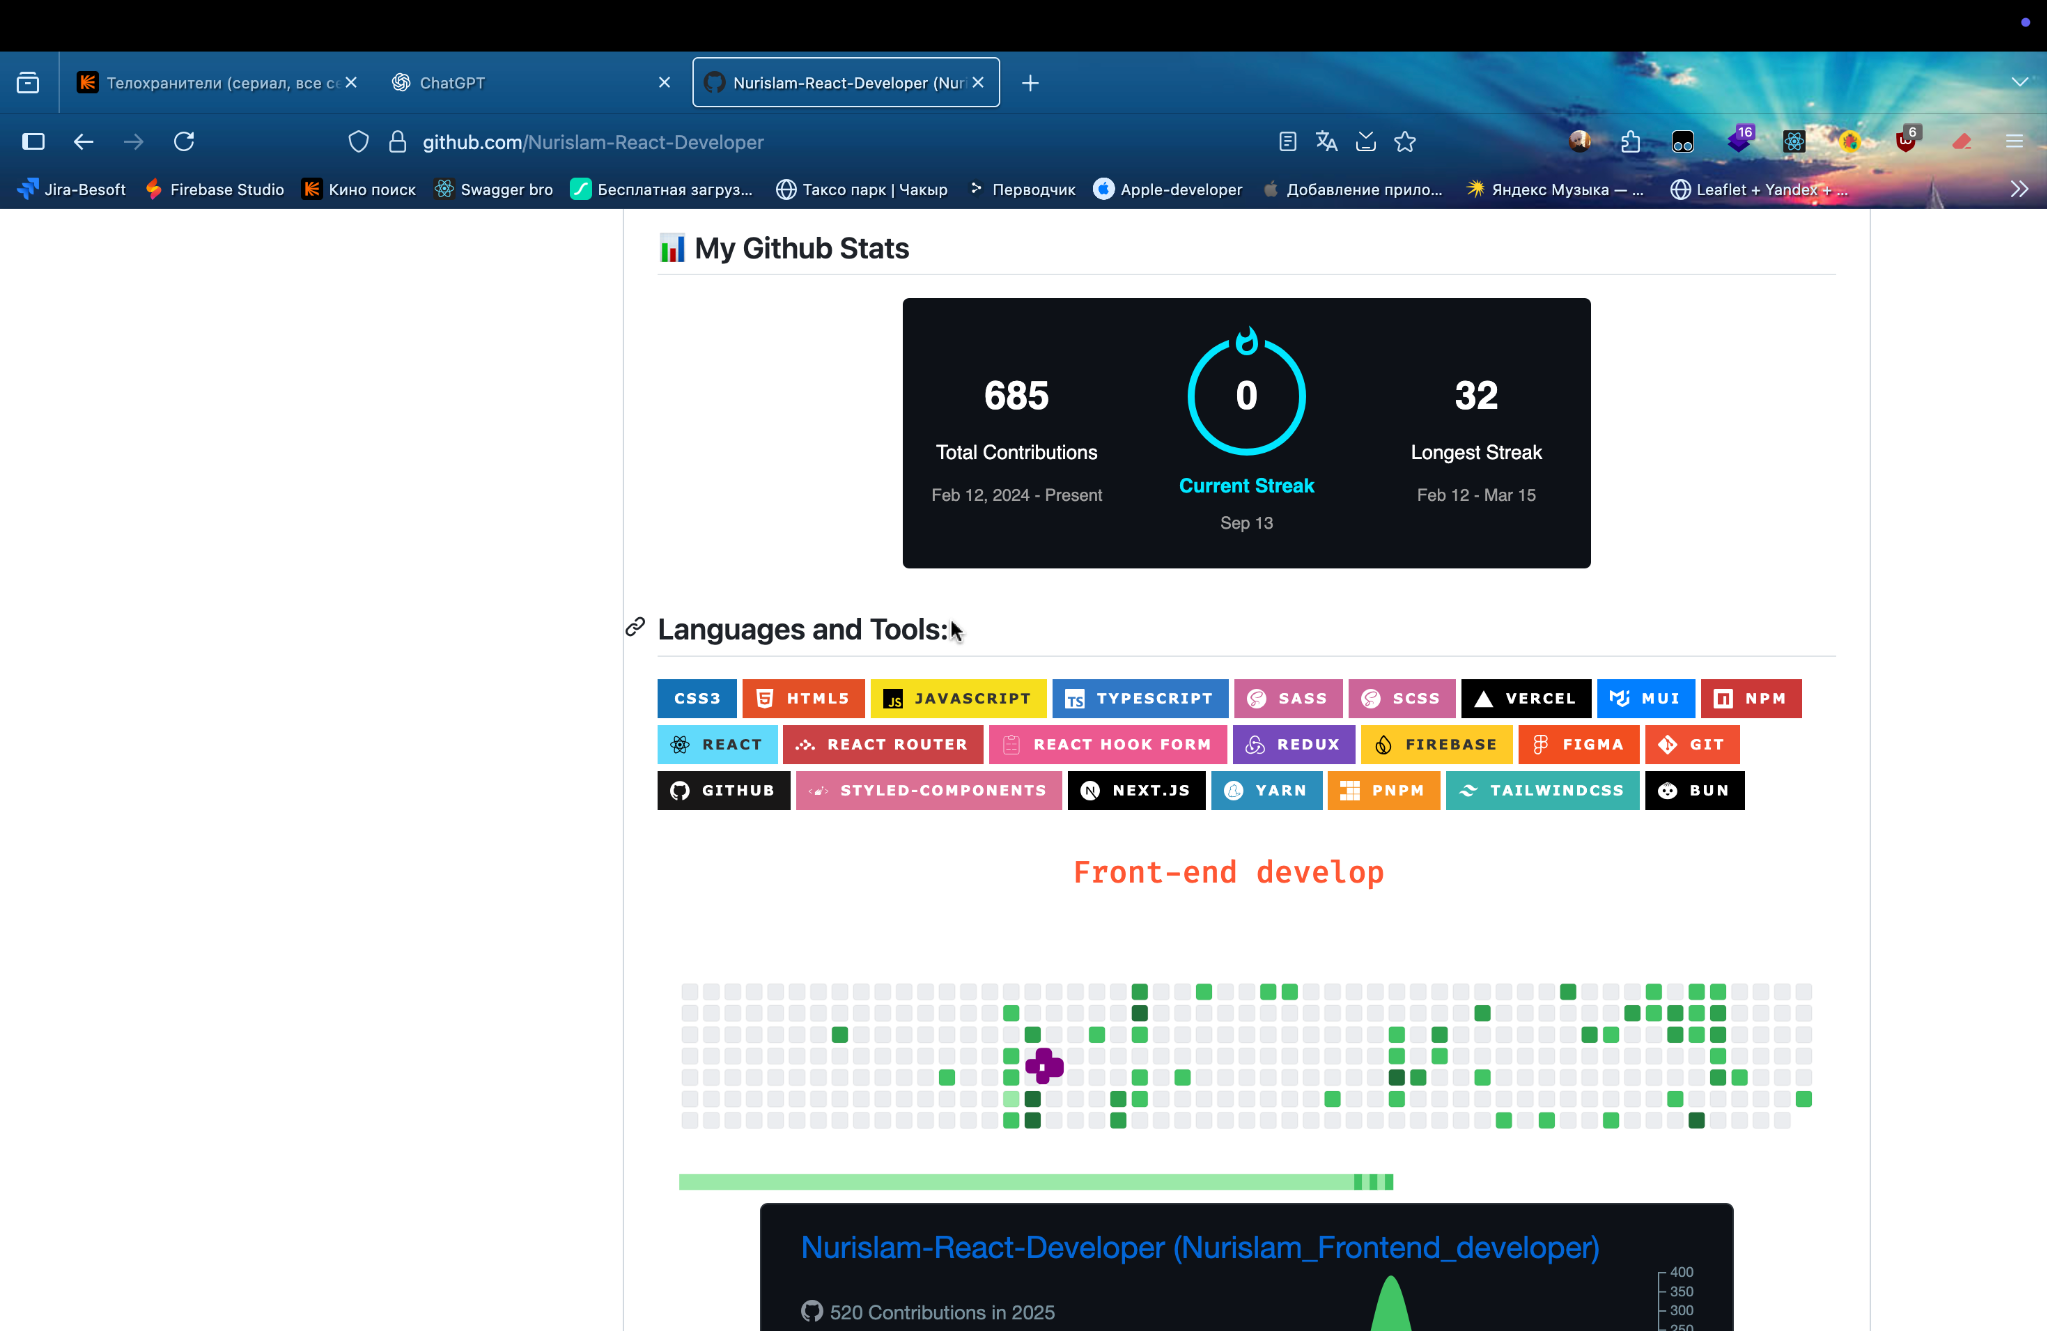 Телохранители (сериал, все се
ChatGPT
Nurislam-React-Developer (Nuri
github.com/Nurislam-React-Developer
16
6
Jira-Besoft
Firebase Studio
Кино поиск
Swagger bro
Бесплатная загруз...
Таксо парк | Чакыр
Перводчик
Apple-developer
Добавление прило...
Яндекс Музыка — ...
Leaflet + Yandex + ...
My Github Stats
685
0
32
Total Contributions
Longest Streak
Current Streak
Feb 12, 2024 - Present
Feb 12 - Mar 15
Sep 13
Languages and Tools:
CSS3 HTML5 JAVASCRIPT TYPESCRIPT SASS SCSS VERCEL MUI NPM
REACT REACT ROUTER REACT HOOK FORM REDUX FIREBASE FIGMA GIT
GITHUB STYLED-COMPONENTS NEXT.JS YARN PNPM TAILWINDCSS BUN
Front-end develop
Nurislam-React-Developer (Nurislam_Frontend_developer)
520 Contributions in 2025
400
350
300
250